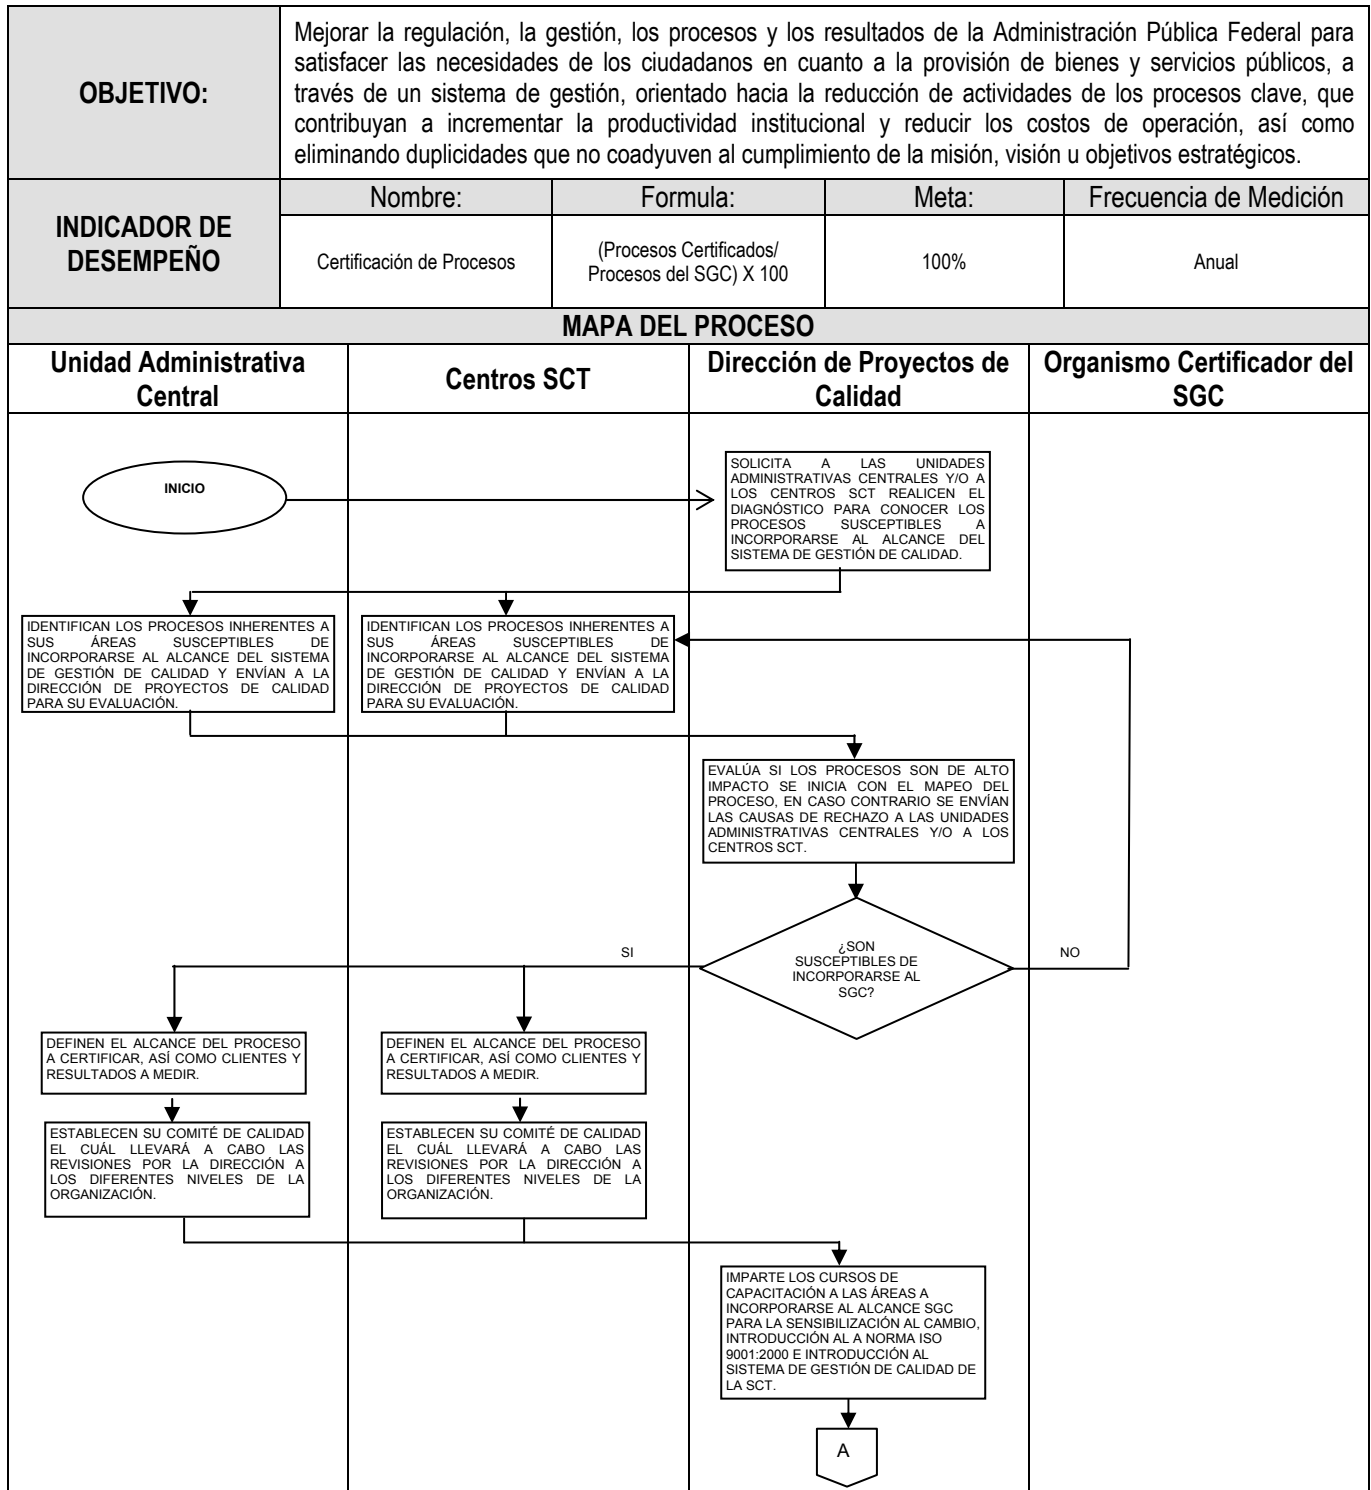 OBJETIVO:
Mejorar la regulación, la gestión, los procesos y los resultados de la Administración Pública Federal para
satisfacer las necesidades de los ciudadanos en cuanto a la provisión de bienes y servicios públicos, a
través de un sistema de gestión, orientado hacia la reducción de actividades de los procesos clave, que
contribuyan a incrementar la productividad institucional y reducir los costos de operación, así como
eliminando duplicidades que no coadyuven al cumplimiento de la misión, visión u objetivos estratégicos.
INDICADOR DE
DESEMPEÑO
Nombre:
Formula:
Meta:
Frecuencia de Medición
Certificación de Procesos
(Procesos Certificados/
Procesos del SGC) X 100
100%
Anual
MAPA DEL PROCESO
Unidad Administrativa
Central
Centros SCT
Dirección de Proyectos de
Calidad
Organismo Certificador del
SGC
INICIO
SOLICITA A LAS UNIDADES
ADMINISTRATIVAS CENTRALES Y/O A
LOS CENTROS SCT REALICEN EL
DIAGNÓSTICO PARA CONOCER LOS
PROCESOS SUSCEPTIBLES A
INCORPORARSE AL ALCANCE DEL
SISTEMA DE GESTIÓN DE CALIDAD.
IDENTIFICAN LOS PROCESOS INHERENTES A
SUS ÁREAS SUSCEPTIBLES DE
INCORPORARSE AL ALCANCE DEL SISTEMA
DE GESTIÓN DE CALIDAD Y ENVÍAN A LA
DIRECCIÓN DE PROYECTOS DE CALIDAD
PARA SU EVALUACIÓN.
IDENTIFICAN LOS PROCESOS INHERENTES A
SUS ÁREAS SUSCEPTIBLES DE
INCORPORARSE AL ALCANCE DEL SISTEMA
DE GESTIÓN DE CALIDAD Y ENVÍAN A LA
DIRECCIÓN DE PROYECTOS DE CALIDAD
PARA SU EVALUACIÓN.
EVALÚA SI LOS PROCESOS SON DE ALTO
IMPACTO SE INICIA CON EL MAPEO DEL
PROCESO, EN CASO CONTRARIO SE ENVÍAN
LAS CAUSAS DE RECHAZO A LAS UNIDADES
ADMINISTRATIVAS CENTRALES Y/O A LOS
CENTROS SCT.
SI
¿SON
SUSCEPTIBLES DE
INCORPORARSE AL
SGC?
NO
DEFINEN EL ALCANCE DEL PROCESO
A CERTIFICAR, ASÍ COMO CLIENTES Y
RESULTADOS A MEDIR.
DEFINEN EL ALCANCE DEL PROCESO
A CERTIFICAR, ASÍ COMO CLIENTES Y
RESULTADOS A MEDIR.
ESTABLECEN SU COMITÉ DE CALIDAD
EL CUÁL LLEVARÁ A CABO LAS
REVISIONES POR LA DIRECCIÓN A
LOS DIFERENTES NIVELES DE LA
ORGANIZACIÓN.
ESTABLECEN SU COMITÉ DE CALIDAD
EL CUÁL LLEVARÁ A CABO LAS
REVISIONES POR LA DIRECCIÓN A
LOS DIFERENTES NIVELES DE LA
ORGANIZACIÓN.
IMPARTE LOS CURSOS DE
CAPACITACIÓN A LAS ÁREAS A
INCORPORARSE AL ALCANCE SGC
PARA LA SENSIBILIZACIÓN AL CAMBIO,
INTRODUCCIÓN AL A NORMA ISO
9001:2000 E INTRODUCCIÓN AL
SISTEMA DE GESTIÓN DE CALIDAD DE
LA SCT.
A